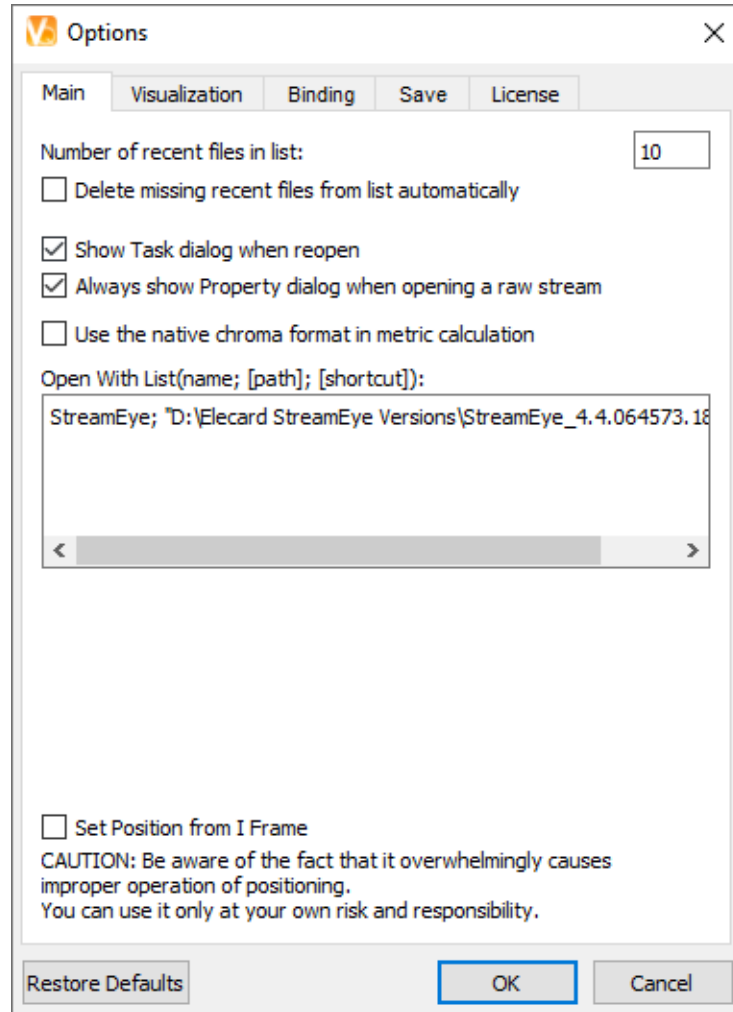 Options
Main Visualization Binding Save License
Number of recent files in list: 10
Delete missing recent files from list automatically
Show Task dialog when reopen
Always show Property dialog when opening a raw stream
Use the native chroma format in metric calculation
Open With List(name; [path]; [shortcut]):
StreamEye; "D:\Elecard StreamEye Versions\StreamEye_4.4.064573.18
Set Position from I Frame
CAUTION: Be aware of the fact that it overwhelmingly causes
improper operation of positioning.
You can use it only at your own risk and responsibility.
Restore Defaults OK Cancel